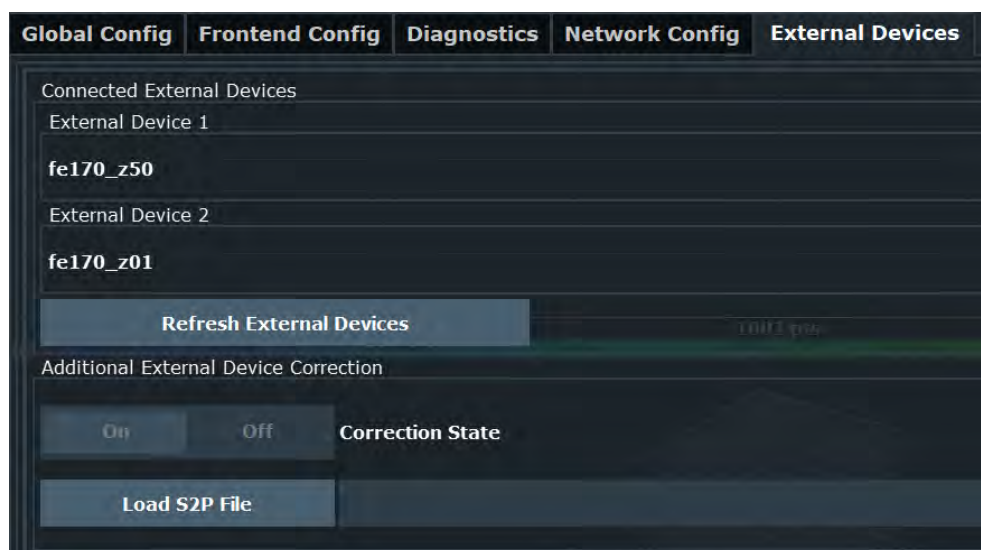 Global Config Frontend Config Diagnostics Network Config External Devices
Connected External Devices
External Device 1
fe170_z50
External Device 2
fe170_z01
Refresh External Devices
Additional External Device Correction
On Off Correction State
Load S2P File